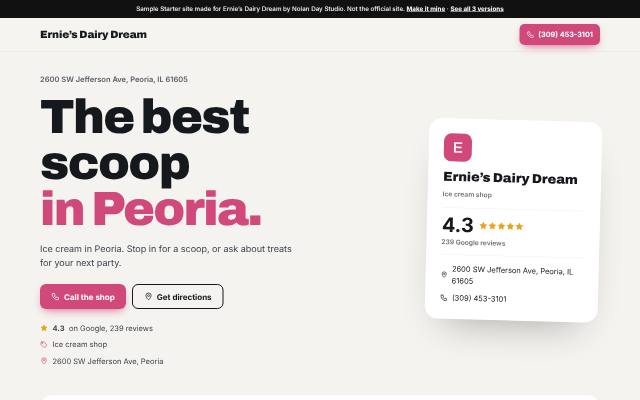 Sample Starter site made for Ernie's Dairy Dream by Nolan Day Studio. Not the official site. Make it mine · See all 3 versions
Ernie's Dairy Dream
(309) 453-3101
2600 SW Jefferson Ave, Peoria, IL 61605
The best
scoop
in Peoria.
Ice cream in Peoria. Stop in for a scoop, or ask about treats
for your next party.
Call the shop
Get directions
4.3 on Google, 239 reviews
Ice cream shop
2600 SW Jefferson Ave, Peoria
E
Ernie's Dairy Dream
Ice cream shop
4.3 ★★★★★
239 Google reviews
2600 SW Jefferson Ave, Peoria, IL
61605
(309) 453-3101